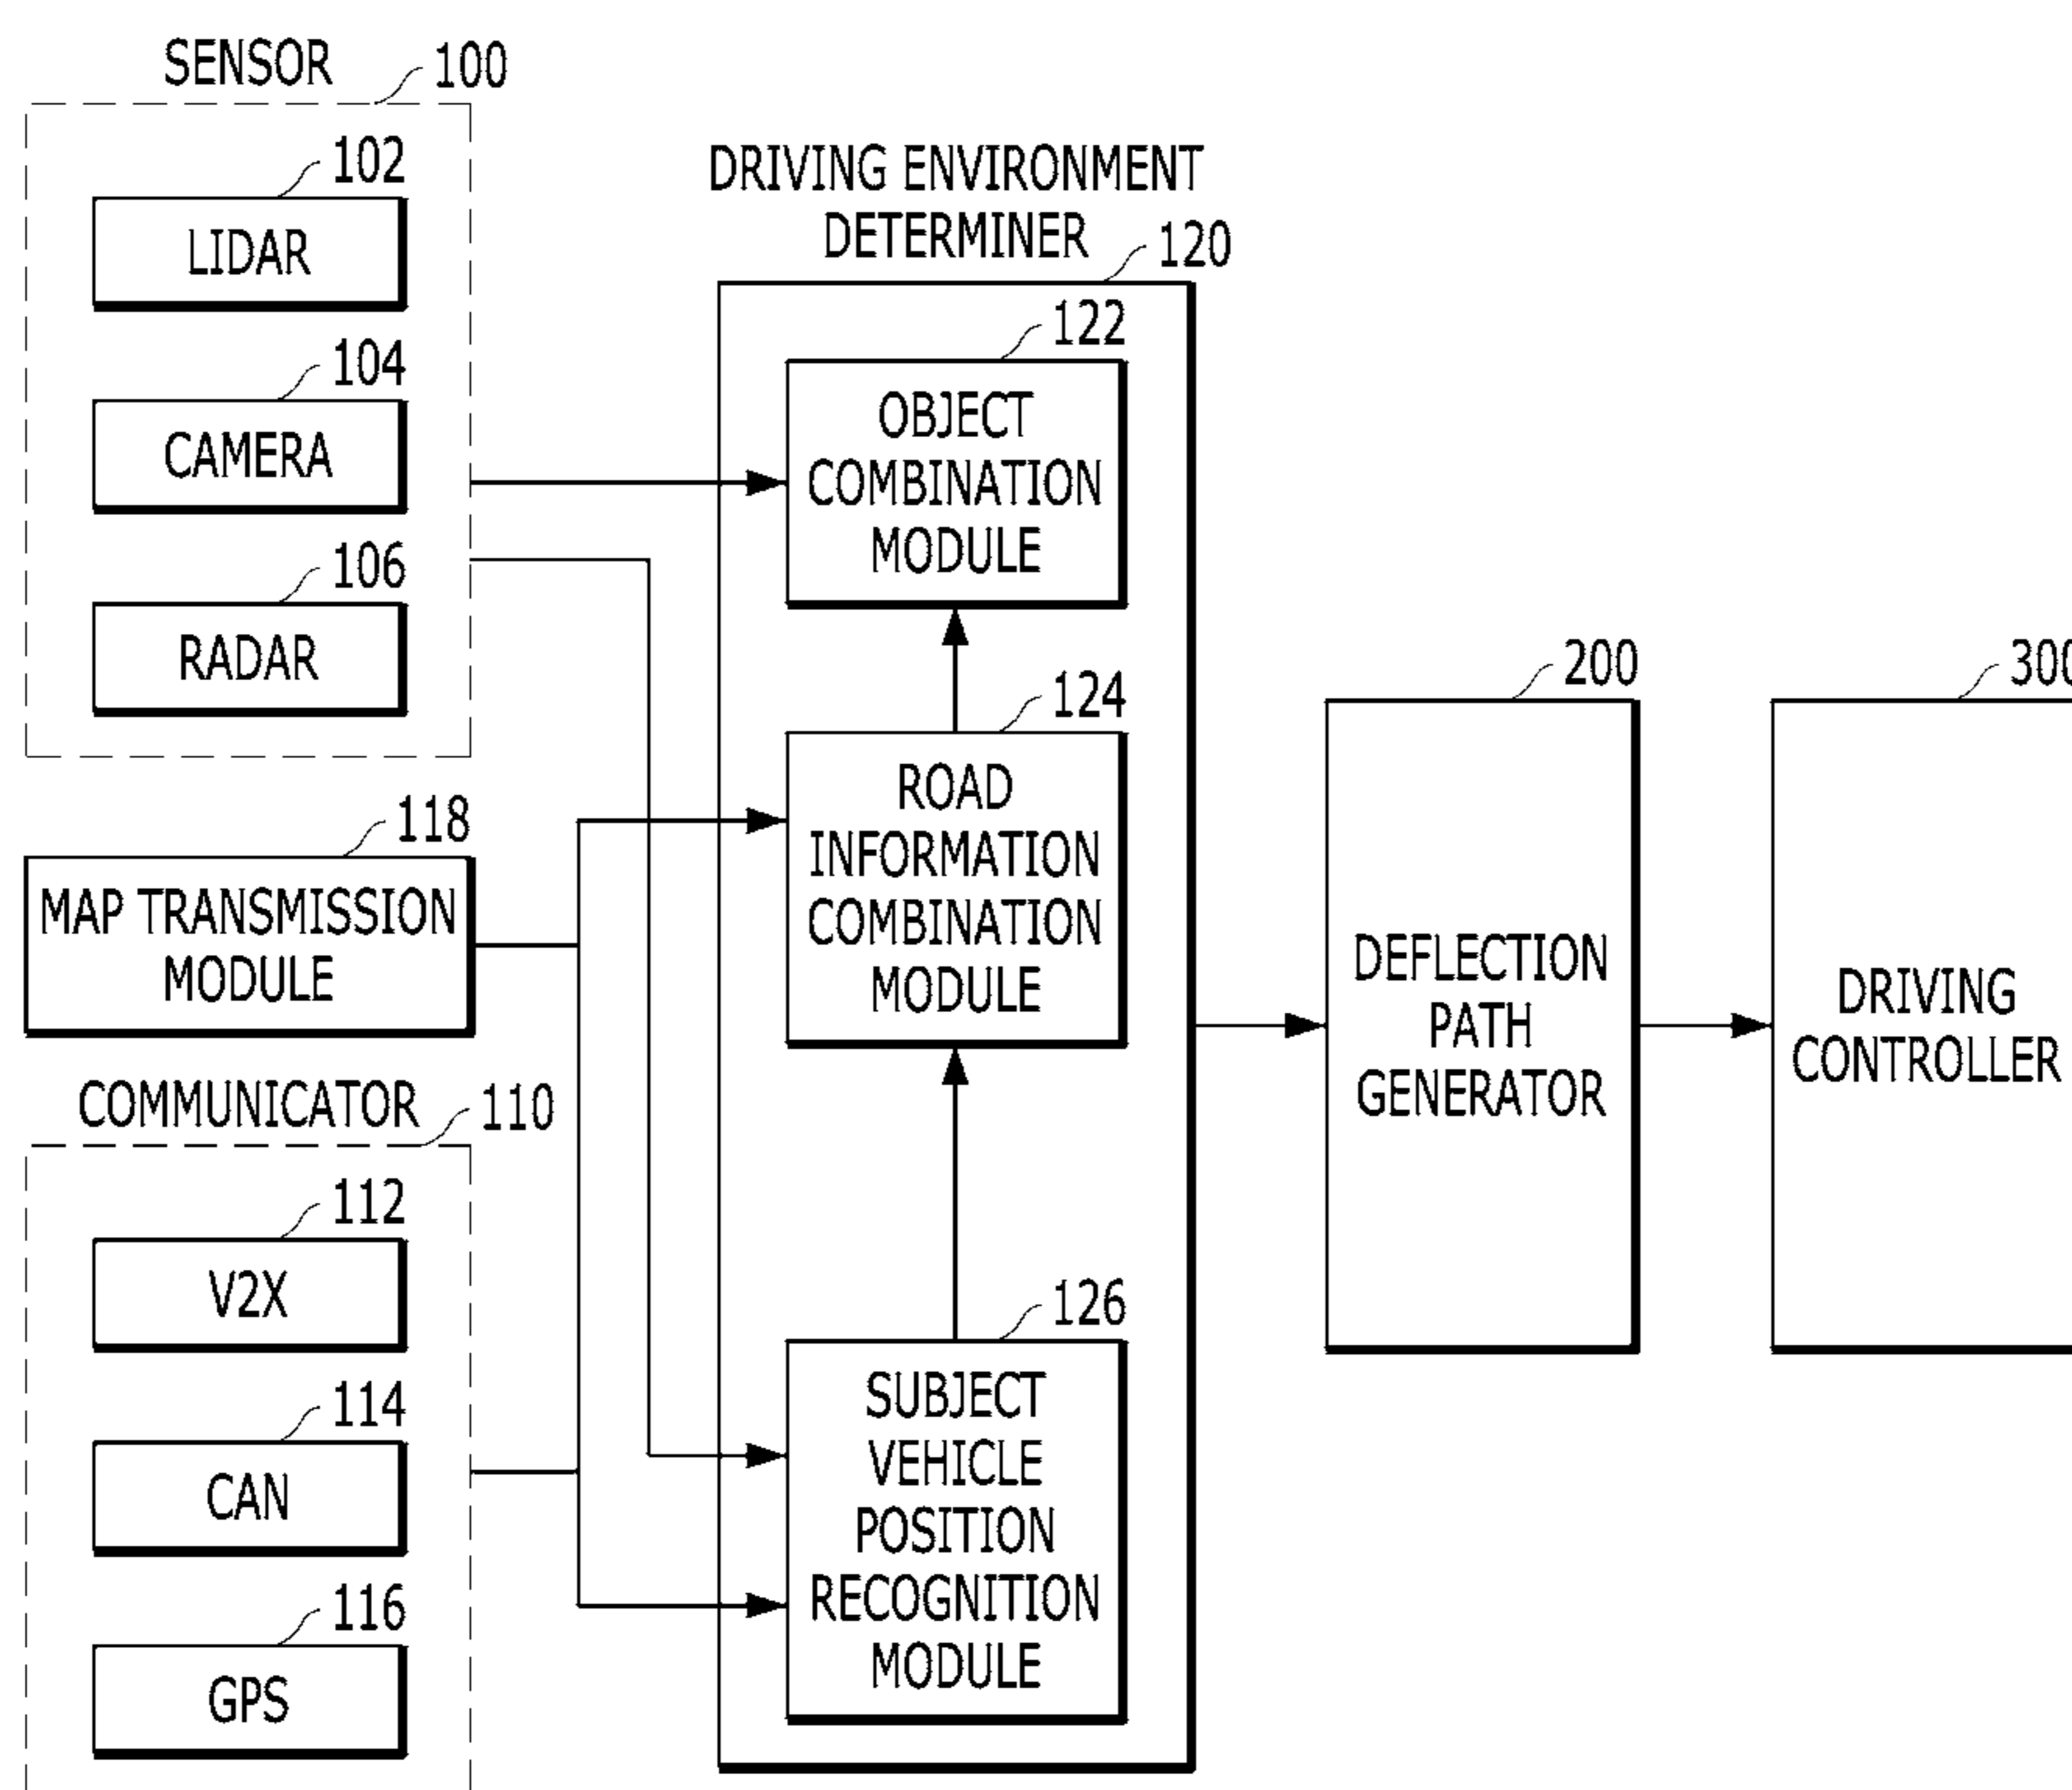 SENSOR
100
102
LIDAR
104
CAMERA
106
RADAR
118
MAP TRANSMISSION
MODULE
COMMUNICATOR
110
112
V2X
114
CAN
116
GPS
DRIVING ENVIRONMENT
DETERMINER
120
122
OBJECT
COMBINATION
MODULE
124
ROAD
INFORMATION
COMBINATION
MODULE
126
SUBJECT
VEHICLE
POSITION
RECOGNITION
MODULE
200
DEFLECTION
PATH
GENERATOR
300
DRIVING
CONTROLLER